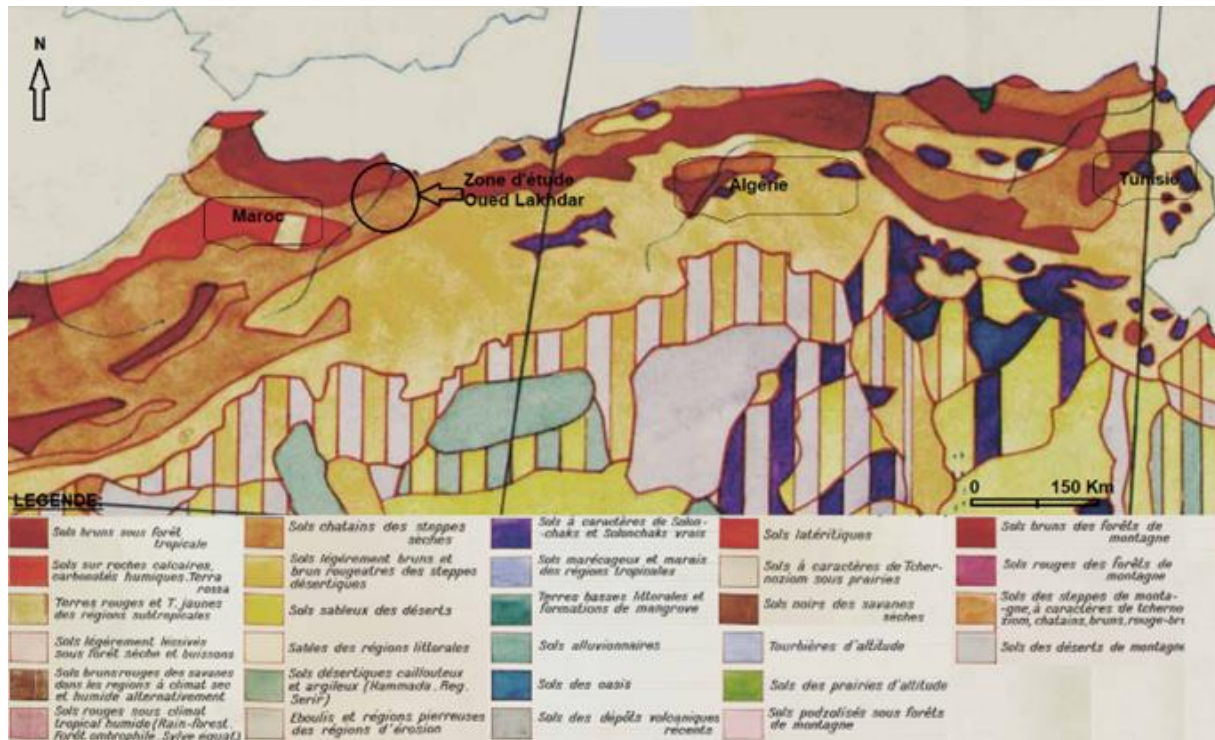 N
Zone d'étude
Oued Lakhdar
Maroc
Algérie
Tunisie
0 150 Km
LEGENDE:
Sols bruns sous forêt
tropicale
Sols sur roches calcaires,
carbonatés humiques. Terra
rossa
Terres rouges et T. jaunes
des régions subtropicales
Sols légèrement lessivés
sous forêt sèche et buissons
Sols brunsrouges des savanes
dans les régions à climat sec
et humide alternativement
Sols rouges sous climat
tropical humide (Rain-forest.
Forêt ombrophile. Sylve équat.)
Sols chatains des steppes
sèches
Sols légèrement bruns et
brun rougeatres des steppes
désertiques
Sols sableux des déserts
Sables des régions littorales
Sols désertiques caillouteux
et argileux (Hammada. Reg.
Serir)
Eboulis et régions pierreuses
des régions d'érosion
Sols à caractères de Solon-
-chaks et Solonchaks vrais
Sols marécageux et marais
des régions tropicales
Terres basses littorales et
formations de mangrove
Sols alluvionnaires
Sols des oasis
Sols des dépôts volcaniques
récents
Sols latéritiques
Sols à caractères de Tcher-
noziom sous prairies
Sols noirs des savanes
sèches
Tourbières d'altitude
Sols des prairies d'altitude
Sols podzolisés sous forêts
de montagne
Sols bruns des forêts de
montagne
Sols rouges des forêts de
montagne
Sols des steppes de monta-
-gne, à caractères de tcherno
ziom, chatains, bruns, rouge-bru
Sols des déserts de montagne